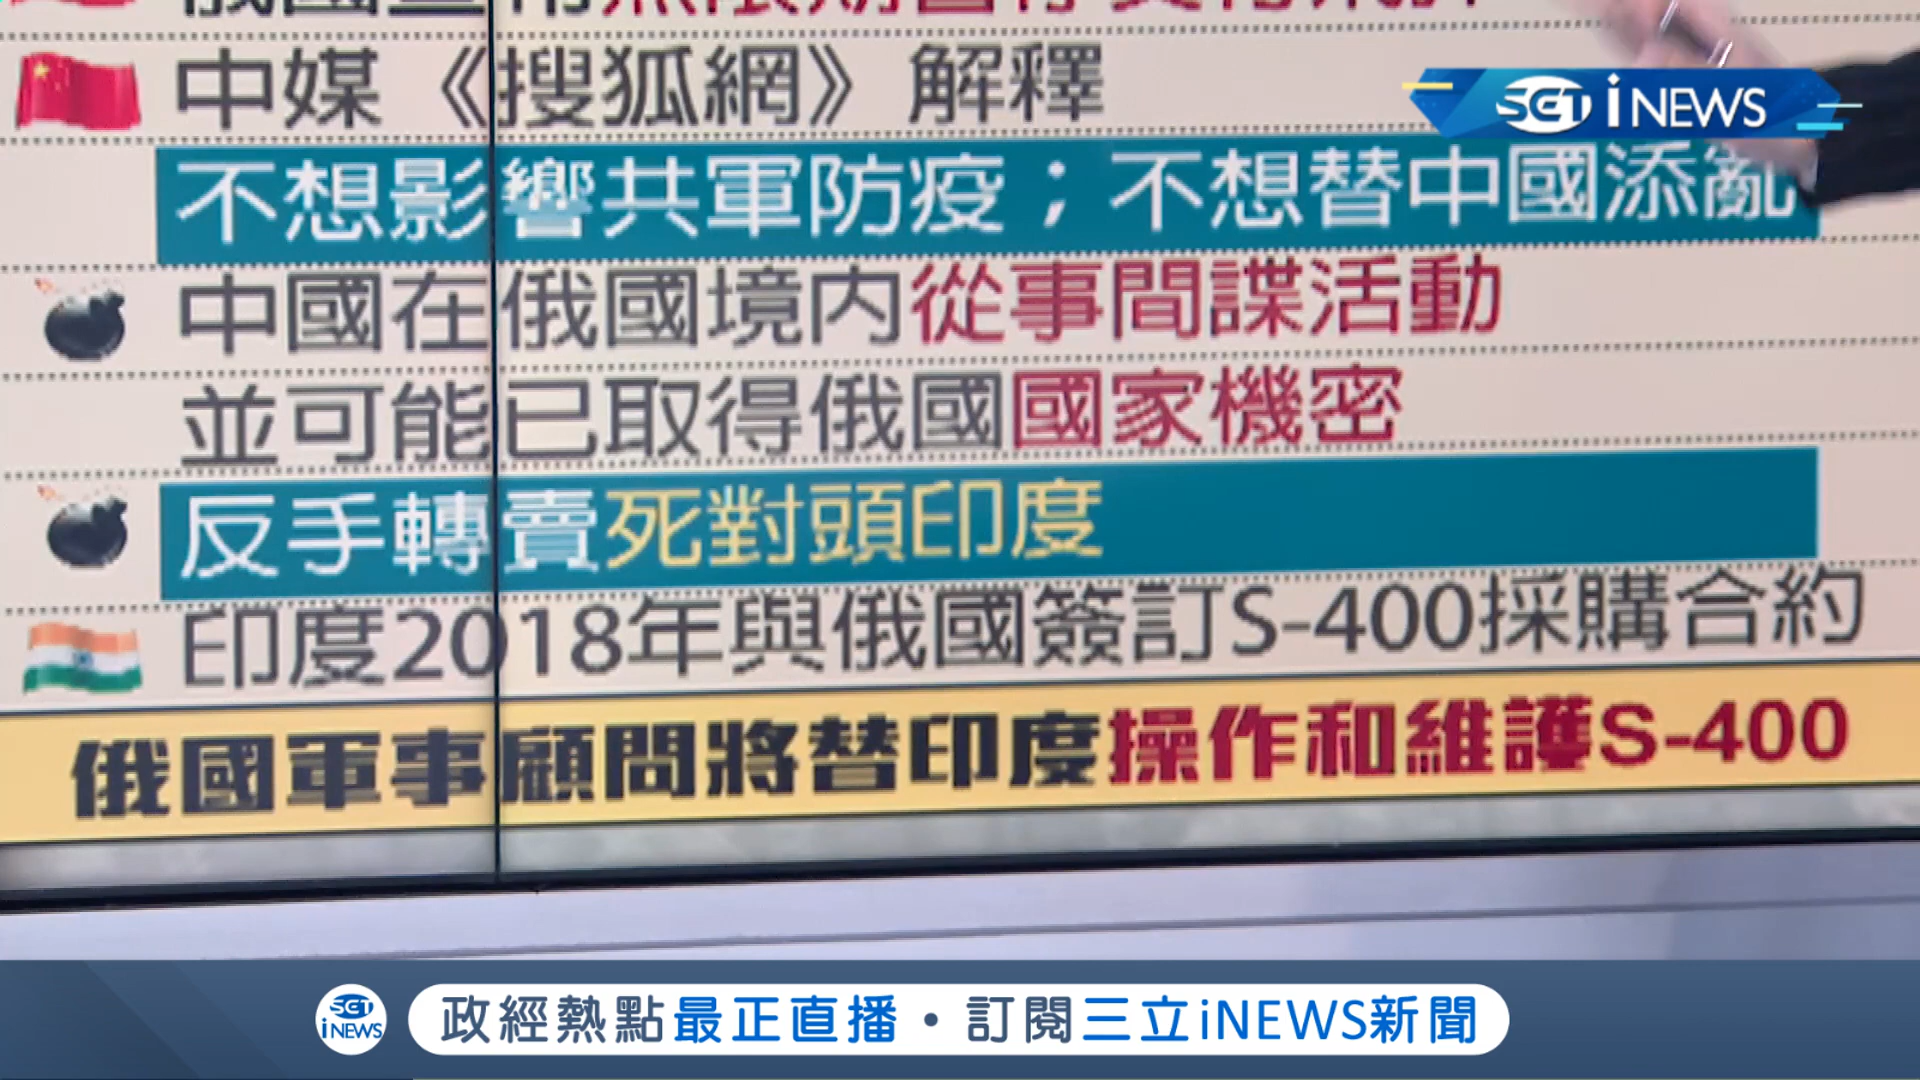 中媒《搜狐網》解釋
SET iNEWS
不想影響共軍防疫；不想替中國添亂
中國在俄國境內從事間諜活動
並可能已取得俄國國家機密
反手轉賣死對頭印度
印度2018年與俄國簽訂S-400採購合約
俄國軍事顧問將替印度操作和維護S-400
SET iNEWS
政經熱點最正直播・訂閱三立iNEWS新聞